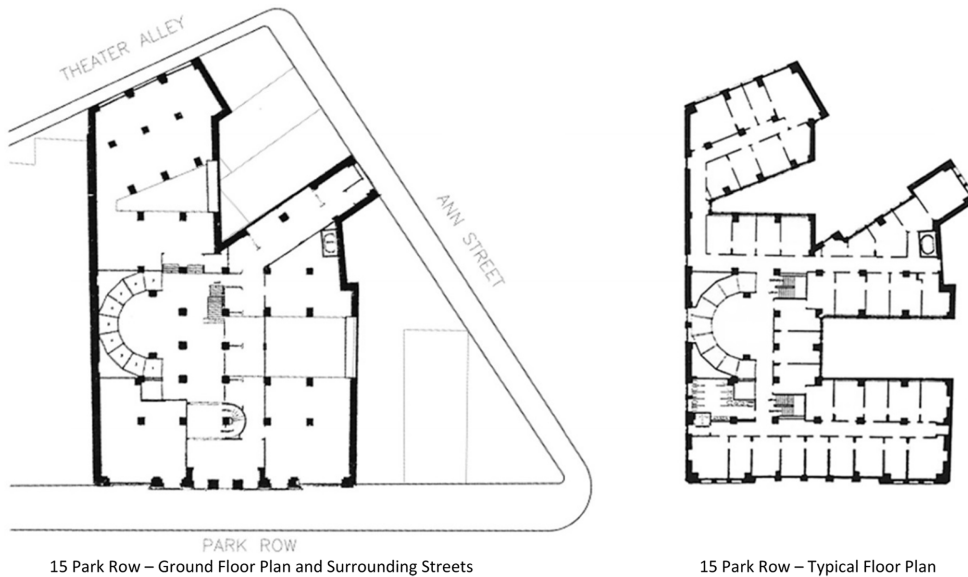 THEATER ALLEY
ANN STREET
PARK ROW
15 Park Row – Ground Floor Plan and Surrounding Streets
15 Park Row – Typical Floor Plan